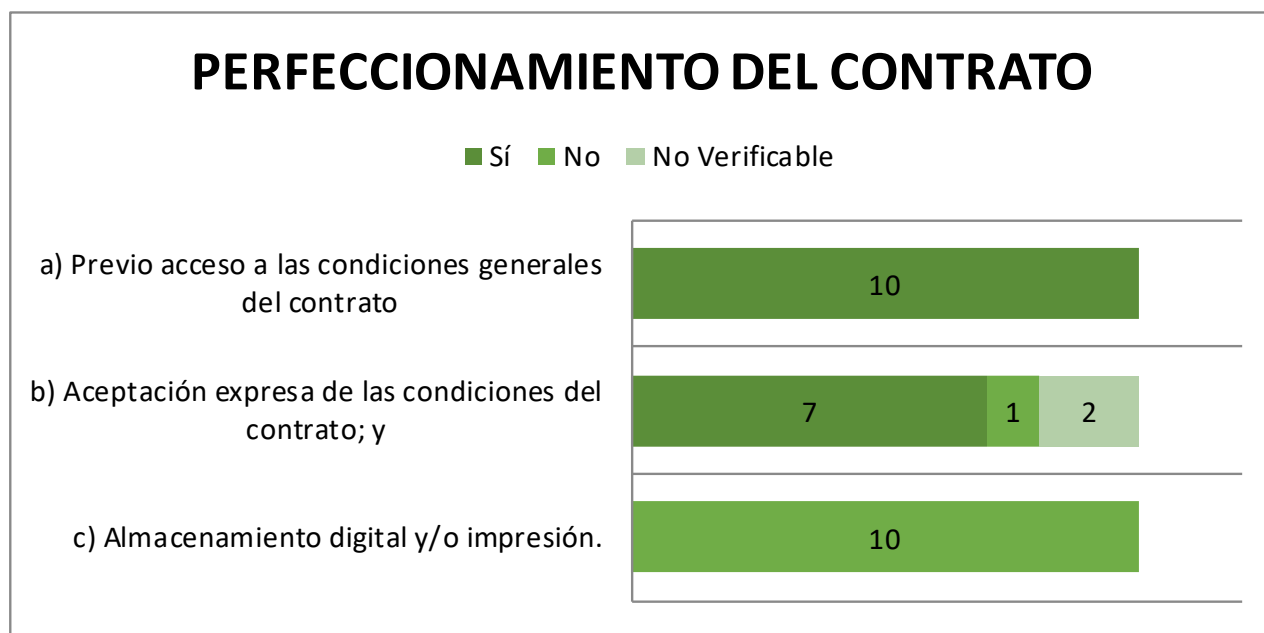 PERFECCIONAMIENTO DEL CONTRATO
Sí No No Verificable
a) Previo acceso a las condiciones generales
del contrato
10
b) Aceptación expresa de las condiciones del
contrato; y
7 1 2
c) Almacenamiento digital y/o impresión.
10